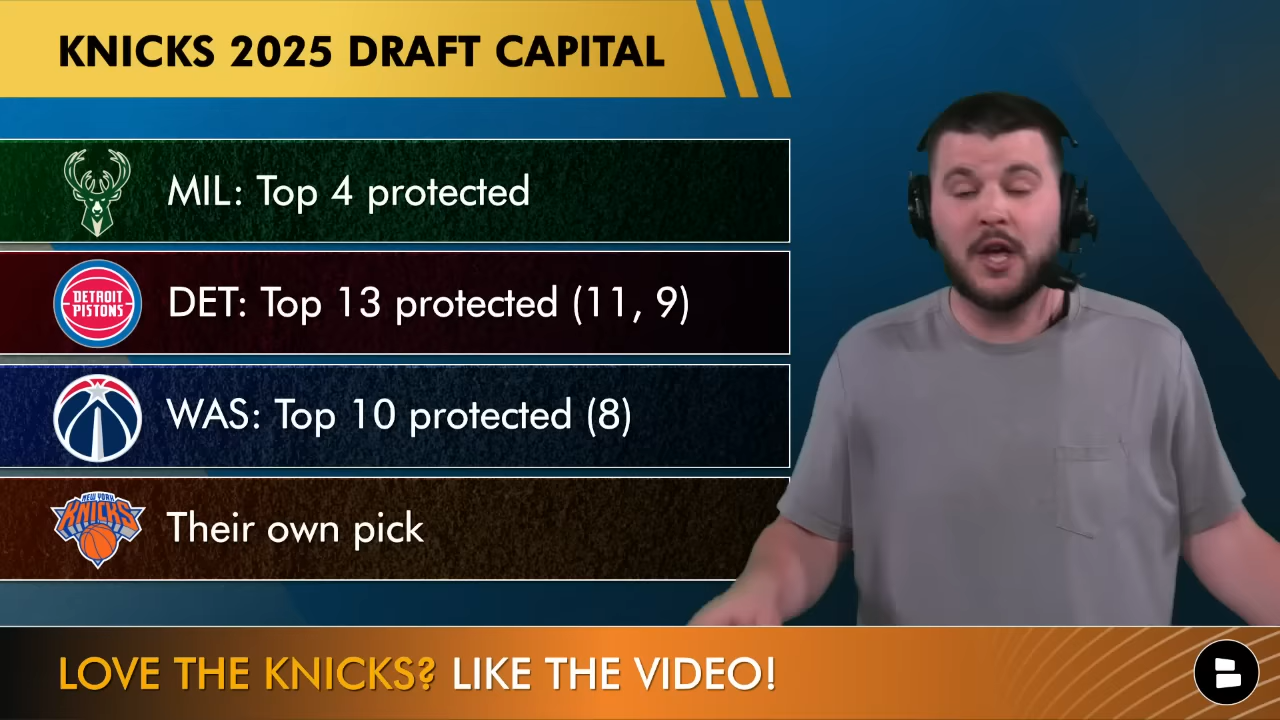 KNICKS 2025 DRAFT CAPITAL
MIL: Top 4 protected
DETROIT
PISTONS
DET: Top 13 protected (11, 9)
WAS: Top 10 protected (8)
NEW YORK
KNICKS
Their own pick
LOVE THE KNICKS? LIKE THE VIDEO!